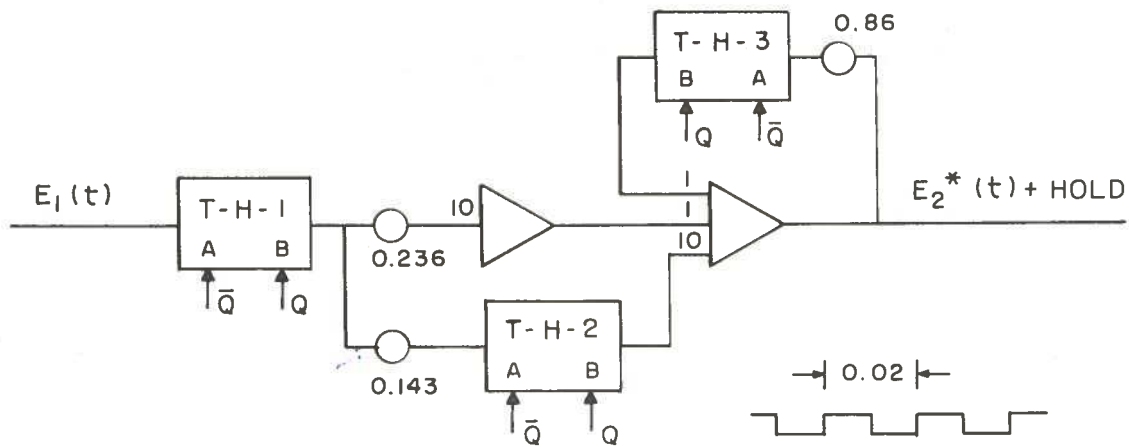 0.86
T-H-3
B A
Q Q̄
E₁(t)
T-H-1
A B
Q̄ Q
0.236
10
1
1
10
E₂*(t) + HOLD
0.143
T-H-2
A B
Q̄ Q
0.02